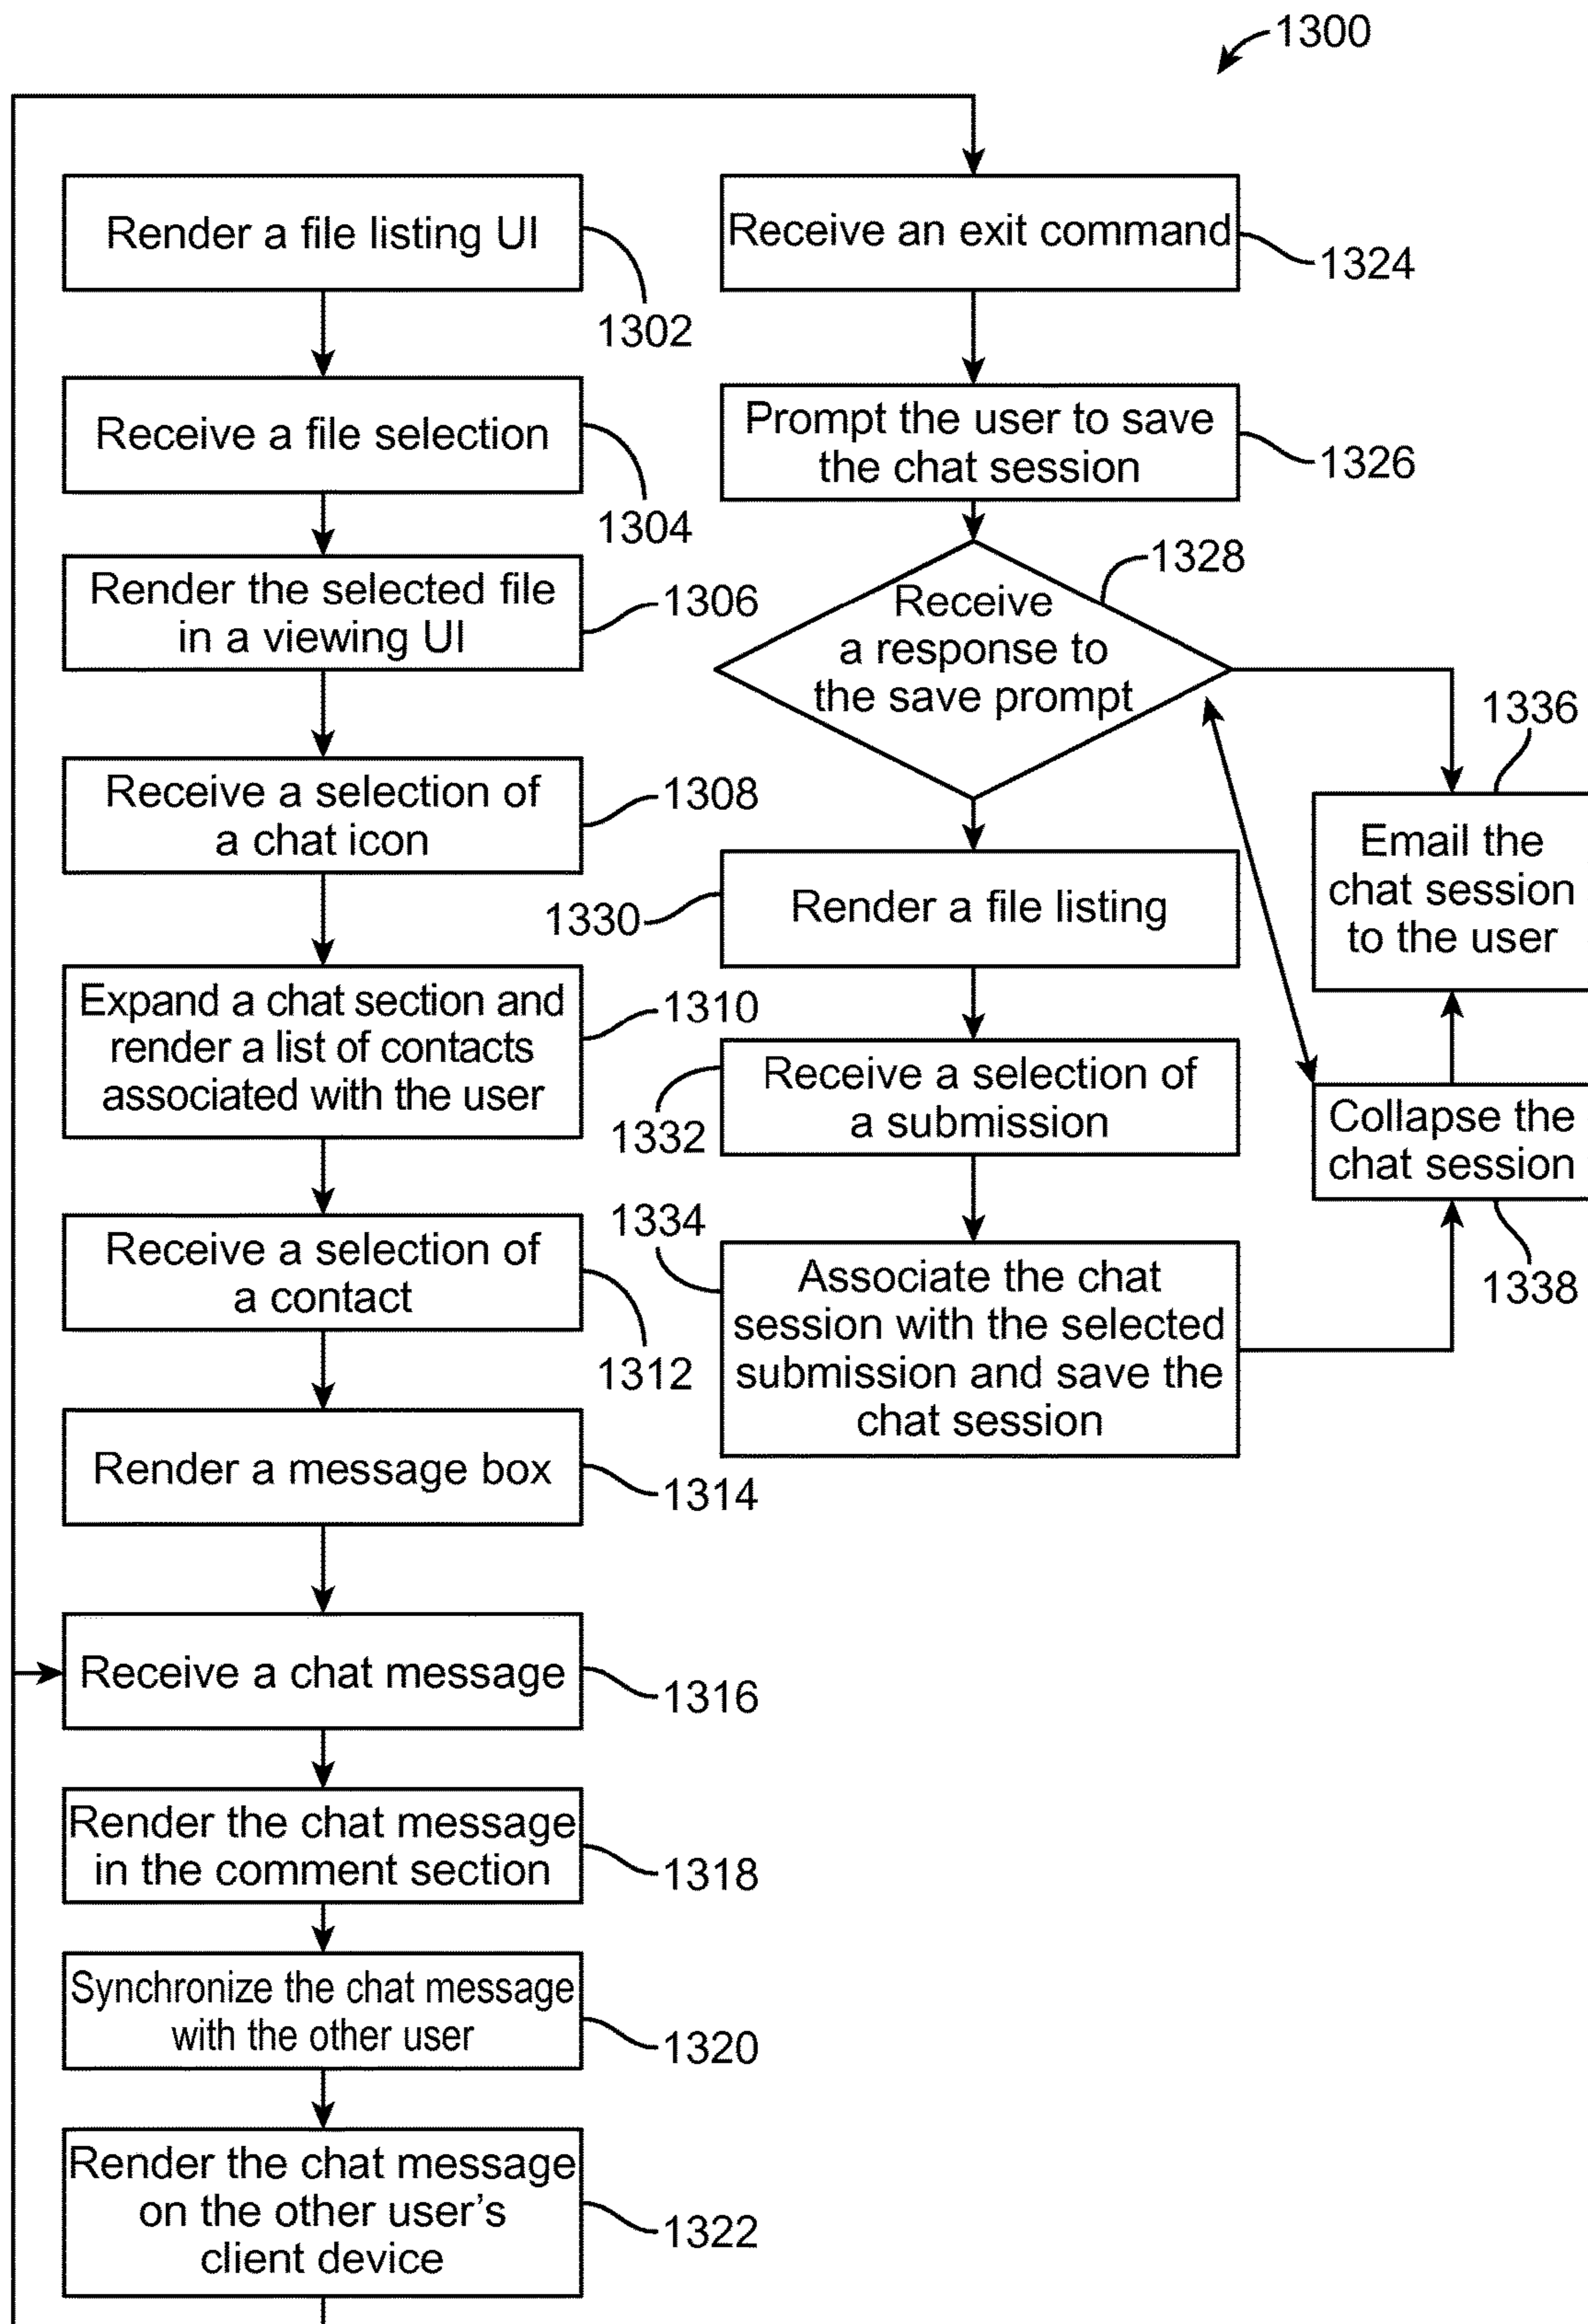 1300
Render a file listing UI
1302
Receive a file selection
1304
Render the selected file
in a viewing UI
1306
Receive a selection of
a chat icon
1308
Expand a chat section and
render a list of contacts
associated with the user
1310
Receive a selection of
a contact
1312
Render a message box
1314
Receive a chat message
1316
Render the chat message
in the comment section
1318
Synchronize the chat message
with the other user
1320
Render the chat message
on the other user’s
client device
1322
Receive an exit command
1324
Prompt the user to save
the chat session
1326
1328
Receive
a response to
the save prompt
1330
Render a file listing
1332
Receive a selection of
a submission
1334
Associate the chat
session with the selected
submission and save the
chat session
1336
Email the
chat session
to the user
Collapse the
chat session
1338